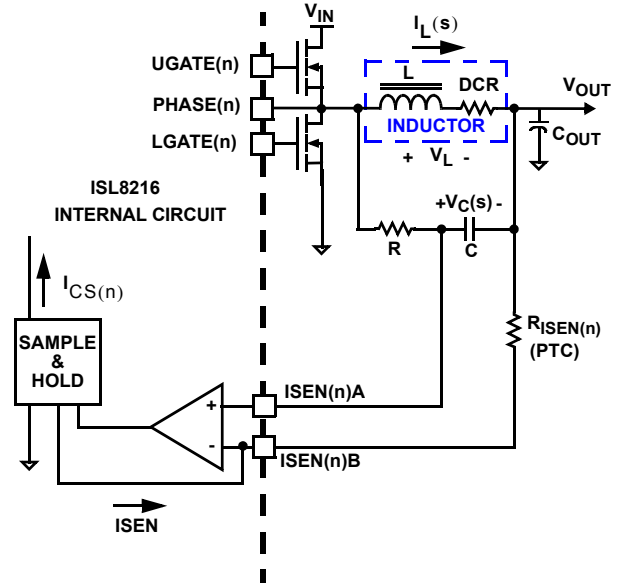 VIN
IL(s)
UGATE(n)
L
DCR
VOUT
PHASE(n)
INDUCTOR
COUT
LGATE(n)
+ VL -
ISL8216
INTERNAL CIRCUIT
+VC(s) -
R
C
ICS(n)
RISEN(n)
(PTC)
SAMPLE
&
HOLD
ISEN(n)A
+
-
ISEN(n)B
ISEN